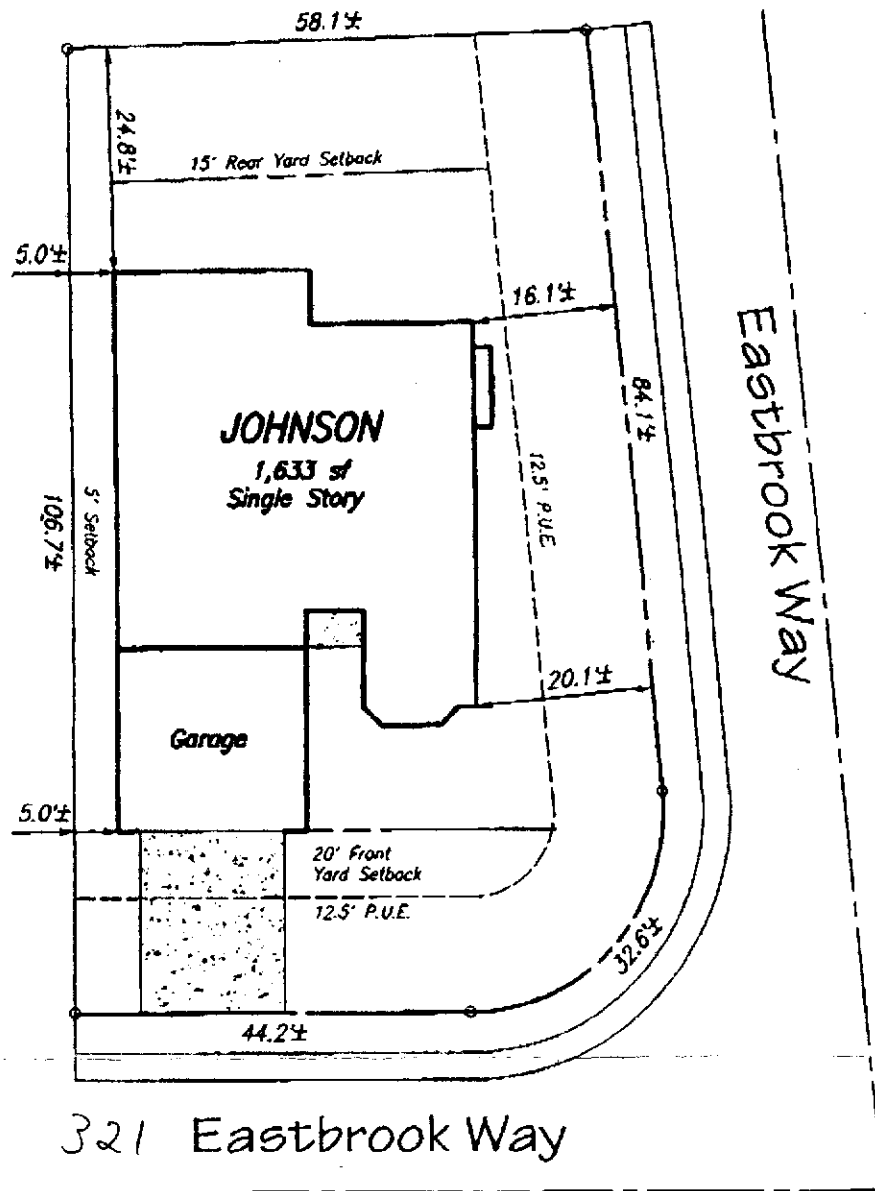 58.1'±
24.8'±
15' Rear Yard Setback
5.0'±
16.1'±
Eastbrook Way
84.1'±
JOHNSON
1,633 sf
Single Story
12.5' P.U.E.
5' Setback
106.7'±
20.1'±
Garage
5.0'±
20' Front
Yard Setback
12.5' P.U.E.
32.6'±
44.2'±
321 Eastbrook Way